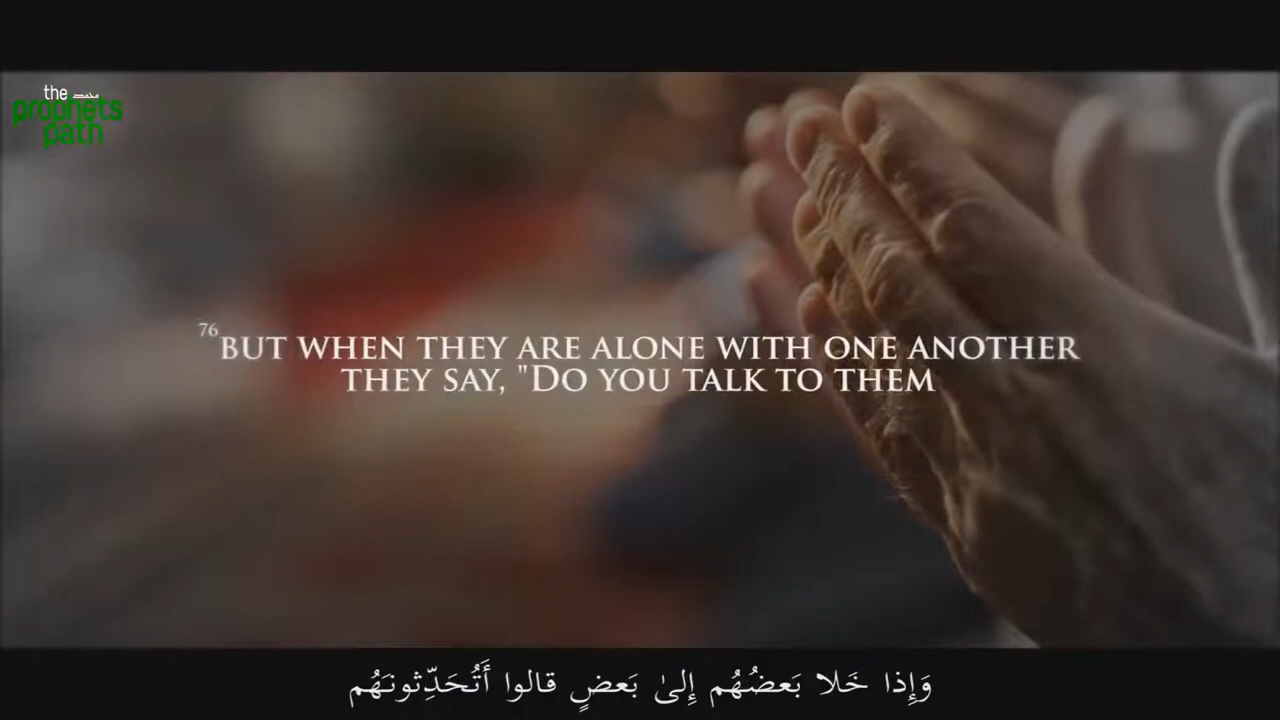 the
prophets
path
76 BUT WHEN THEY ARE ALONE WITH ONE ANOTHER
THEY SAY, "DO YOU TALK TO THEM
وَإِذا خَلا بَعضُهُم إِلىٰ بَعضٍ قالوا أَتُحَدِّثونَهُم